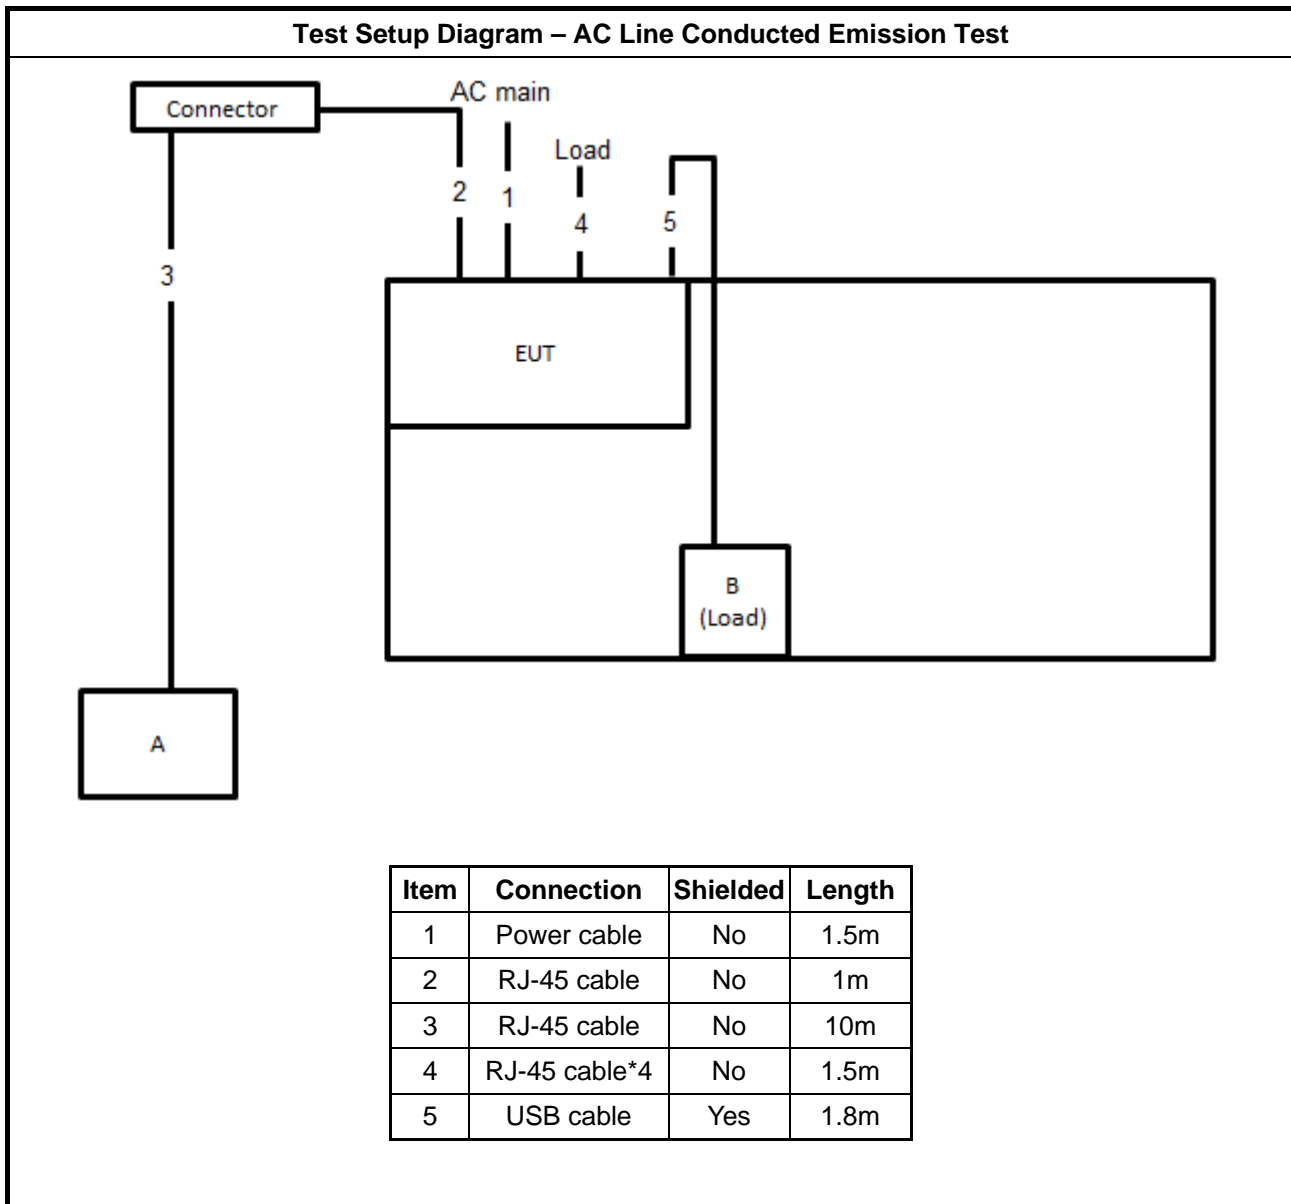 Test Setup Diagram – AC Line Conducted Emission Test
Connector
AC main
Load
2
1
4
5
3
EUT
B
(Load)
A
Item Connection Shielded Length
1 Power cable No 1.5m
2 RJ-45 cable No 1m
3 RJ-45 cable No 10m
4 RJ-45 cable*4 No 1.5m
5 USB cable Yes 1.8m